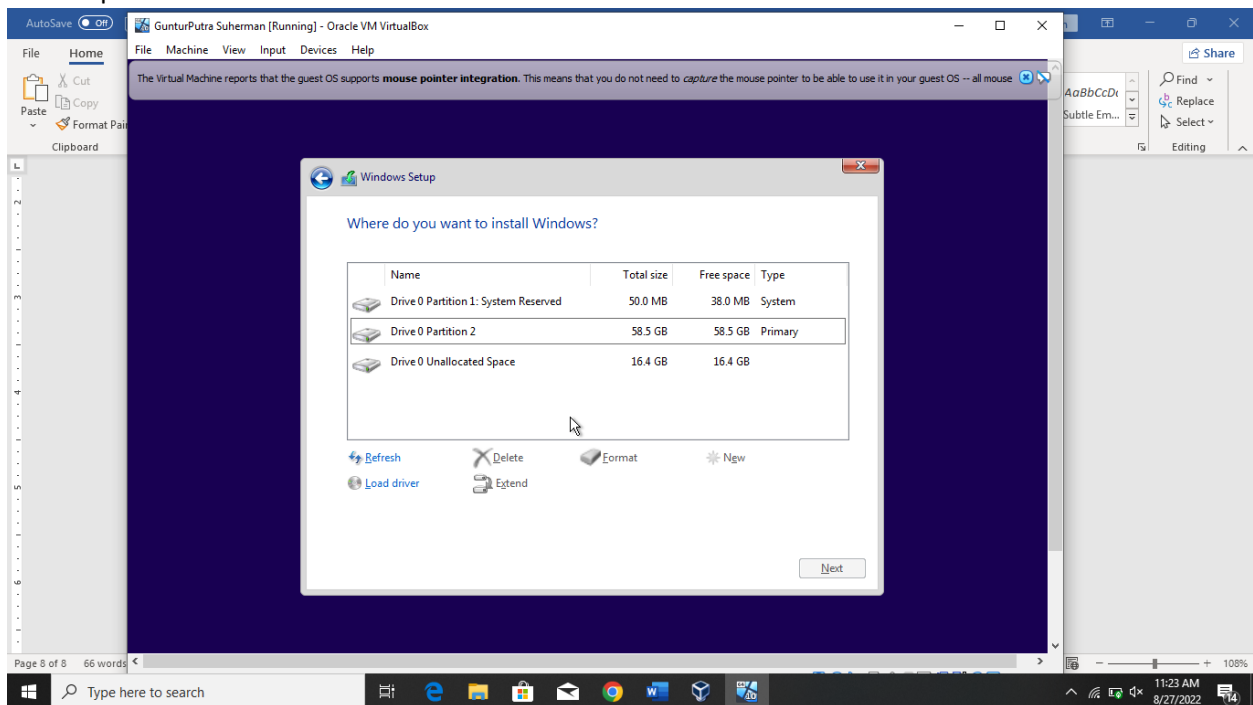 AutoSave Off
GunturPutra Suherman [Running] - Oracle VM VirtualBox
File Home
File Machine View Input Devices Help
Share
The Virtual Machine reports that the guest OS supports mouse pointer integration. This means that you do not need to capture the mouse pointer to be able to use it in your guest OS -- all mouse
Cut
Copy
Paste
Format Pai
Clipboard
AaBbCcDc
Subtle Em...
Find
Replace
Select
Editing
Windows Setup
Where do you want to install Windows?
Name Total size Free space Type
Drive 0 Partition 1: System Reserved 50.0 MB 38.0 MB System
Drive 0 Partition 2 58.5 GB 58.5 GB Primary
Drive 0 Unallocated Space 16.4 GB 16.4 GB
Refresh Delete Format New
Load driver Extend
Next
2
3
4
5
6
Page 8 of 8 66 words
108%
Type here to search
11:23 AM
8/27/2022
14